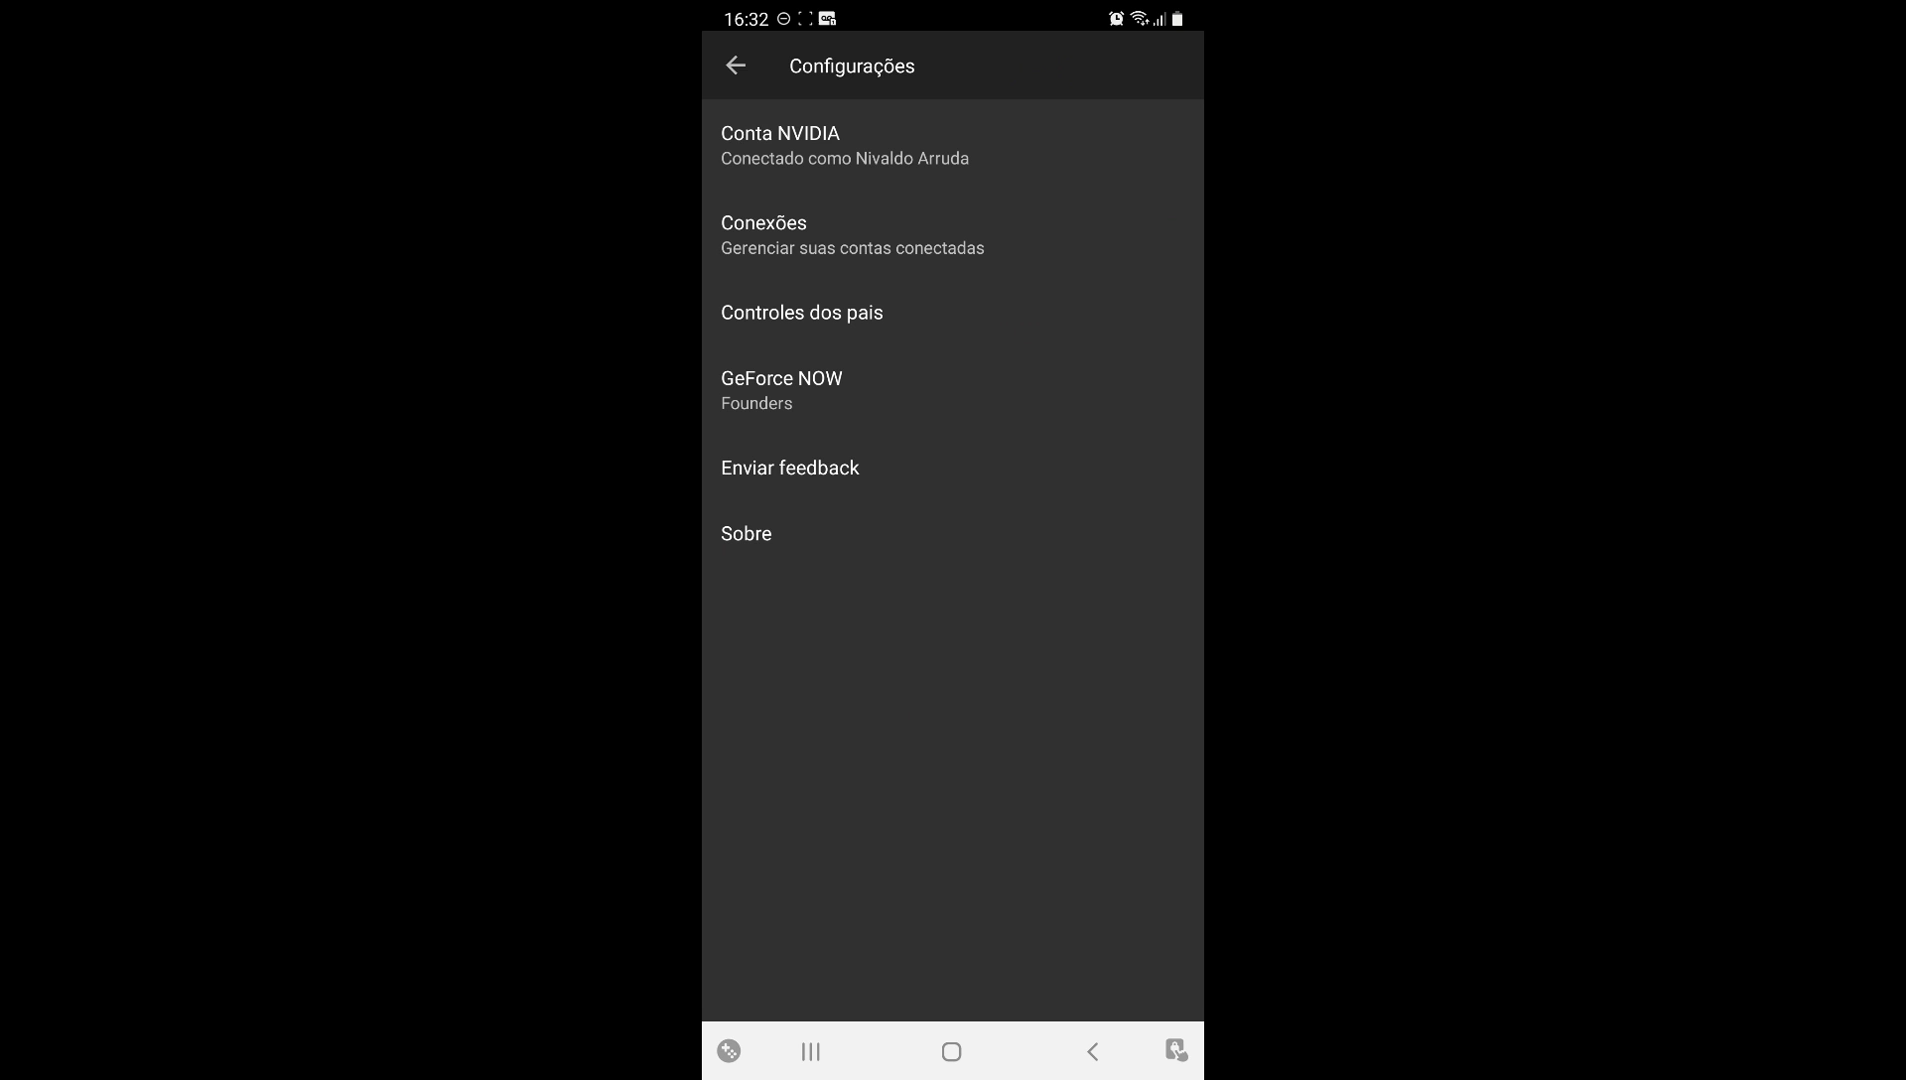 16:32
Configurações
Conta NVIDIA
Conectado como Nivaldo Arruda
Conexões
Gerenciar suas contas conectadas
Controles dos pais
GeForce NOW
Founders
Enviar feedback
Sobre